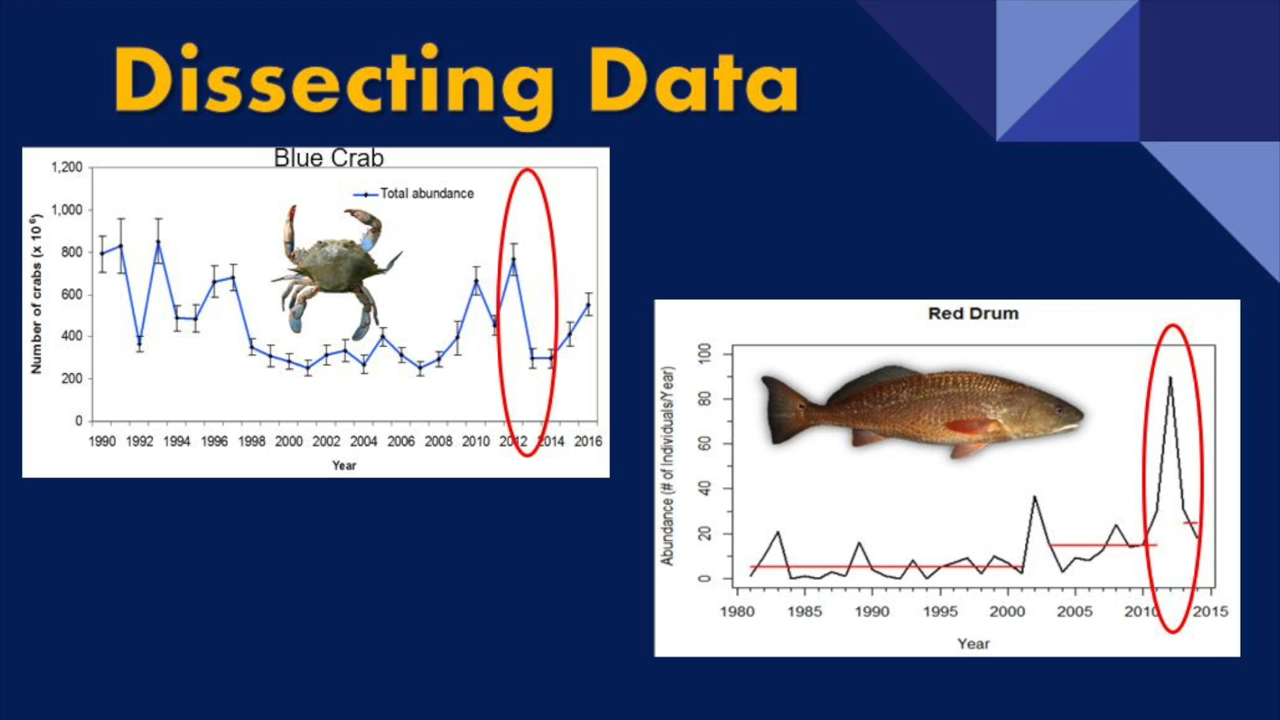 Dissecting Data
Blue Crab
Total abundance
Number of crabs (x 10⁶)
1,200
1,000
800
600
400
200
0
1990 1992 1994 1996 1998 2000 2002 2004 2006 2008 2010 2012 2014 2016
Year
Red Drum
Abundance (# of Individuals/Year)
100
80
60
40
20
0
1980 1985 1990 1995 2000 2005 2010 2015
Year